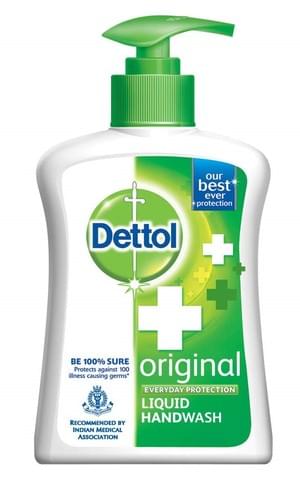 our
best
ever
protection
Dettol
BE 100% SURE
Protects against 100
illness causing germs*
original
EVERYDAY PROTECTION
LIQUID
HANDWASH
RECOMMENDED BY
INDIAN MEDICAL
ASSOCIATION